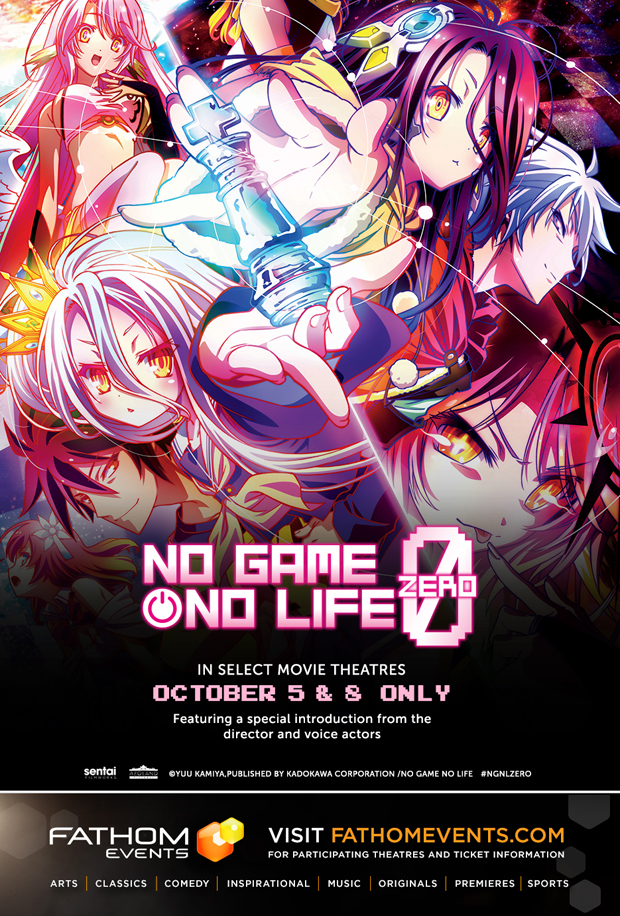 NO GAME
NO LIFE ZERO
IN SELECT MOVIE THEATRES
OCTOBER 5 & 8 ONLY
Featuring a special introduction from the
director and voice actors
sentai
FILMWORKS
©YUU KAMIYA,PUBLISHED BY KADOKAWA CORPORATION /NO GAME NO LIFE #NGNLZERO
FATHOM
EVENTS
VISIT FATHOMEVENTS.COM
FOR PARTICIPATING THEATRES AND TICKET INFORMATION
ARTS | CLASSICS | COMEDY | INSPIRATIONAL | MUSIC | ORIGINALS | PREMIERES | SPORTS